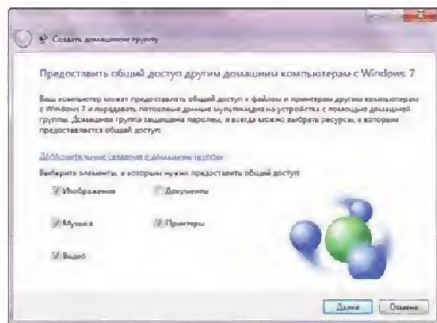 Создать домашнюю группу
Предоставить общий доступ другим домашним компьютерам с Windows 7
Ваш компьютер может предоставлять общий доступ к файлам и принтерам другим компьютерам
с Windows 7 и передавать потоковые данные мультимедиа на устройства с помощью домашней
группы. Домашняя группа защищена паролем, и всегда можно выбрать ресурсы, к которым
предоставляется общий доступ.
Дополнительные сведения о домашних группах
Выберите элементы, к которым нужно предоставить общий доступ:
Изображения Документы
Музыка Принтеры
Видео
Далее Отмена